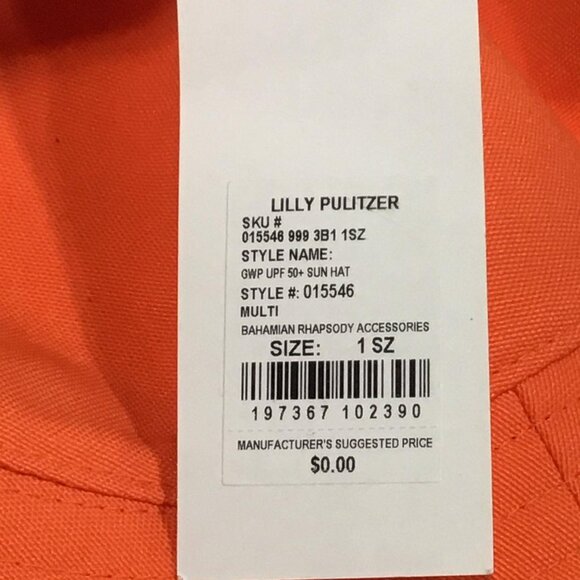 LILLY PULITZER
SKU #
015546 999 3B1 1SZ
STYLE NAME:
GWP UPF 50+ SUN HAT
STYLE #: 015546
MULTI
BAHAMIAN RHAPSODY ACCESSORIES
SIZE: 1 SZ
197367 102390
MANUFACTURER'S SUGGESTED PRICE
$0.00